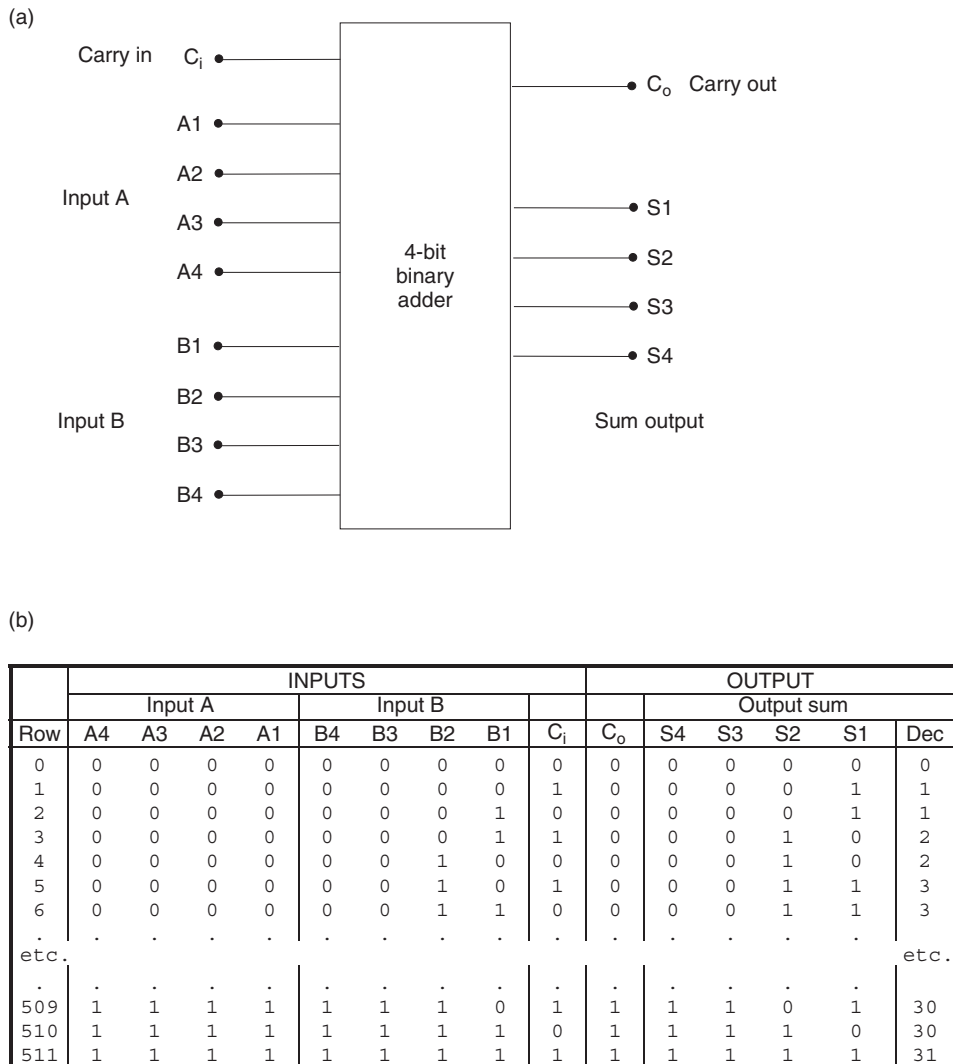 (a)
Carry in C_i
C_o Carry out
A1
A2
Input A
S1
A3
S2
A4
4-bit
binary
adder
S3
B1
S4
B2
Input B
Sum output
B3
B4
(b)
INPUTS OUTPUT
Input A Input B Output sum
Row A4 A3 A2 A1 B4 B3 B2 B1 C_i C_o S4 S3 S2 S1 Dec
0 0 0 0 0 0 0 0 0 0 0 0 0 0 0 0
1 0 0 0 0 0 0 0 0 1 0 0 0 0 1 1
2 0 0 0 0 0 0 0 1 0 0 0 0 0 1 1
3 0 0 0 0 0 0 0 1 1 0 0 0 1 0 2
4 0 0 0 0 0 0 1 0 0 0 0 0 1 0 2
5 0 0 0 0 0 0 1 0 1 0 0 0 1 1 3
6 0 0 0 0 0 0 1 1 0 0 0 0 1 1 3
. . . . . . . . . . . . . .
etc. etc.
. . . . . . . . . . . . . .
509 1 1 1 1 1 1 1 0 1 1 1 1 0 1 30
510 1 1 1 1 1 1 1 1 0 1 1 1 1 0 30
511 1 1 1 1 1 1 1 1 1 1 1 1 1 1 31